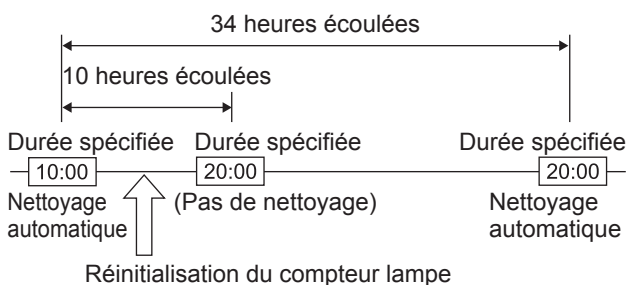 34 heures écoulées
10 heures écoulées
Durée spécifiée Durée spécifiée Durée spécifiée
10:00 20:00 20:00
Nettoyage (Pas de nettoyage) Nettoyage
automatique automatique
Réinitialisation du compteur lampe